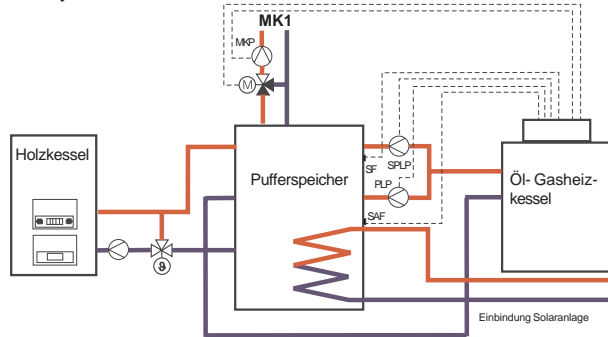 MK1
MKP
M
Holzkessel
Pufferspeicher
SPLP
SF
PLP
SAF
Öl- Gasheiz-
kessel
ϑ
Einbindung Solaranlage